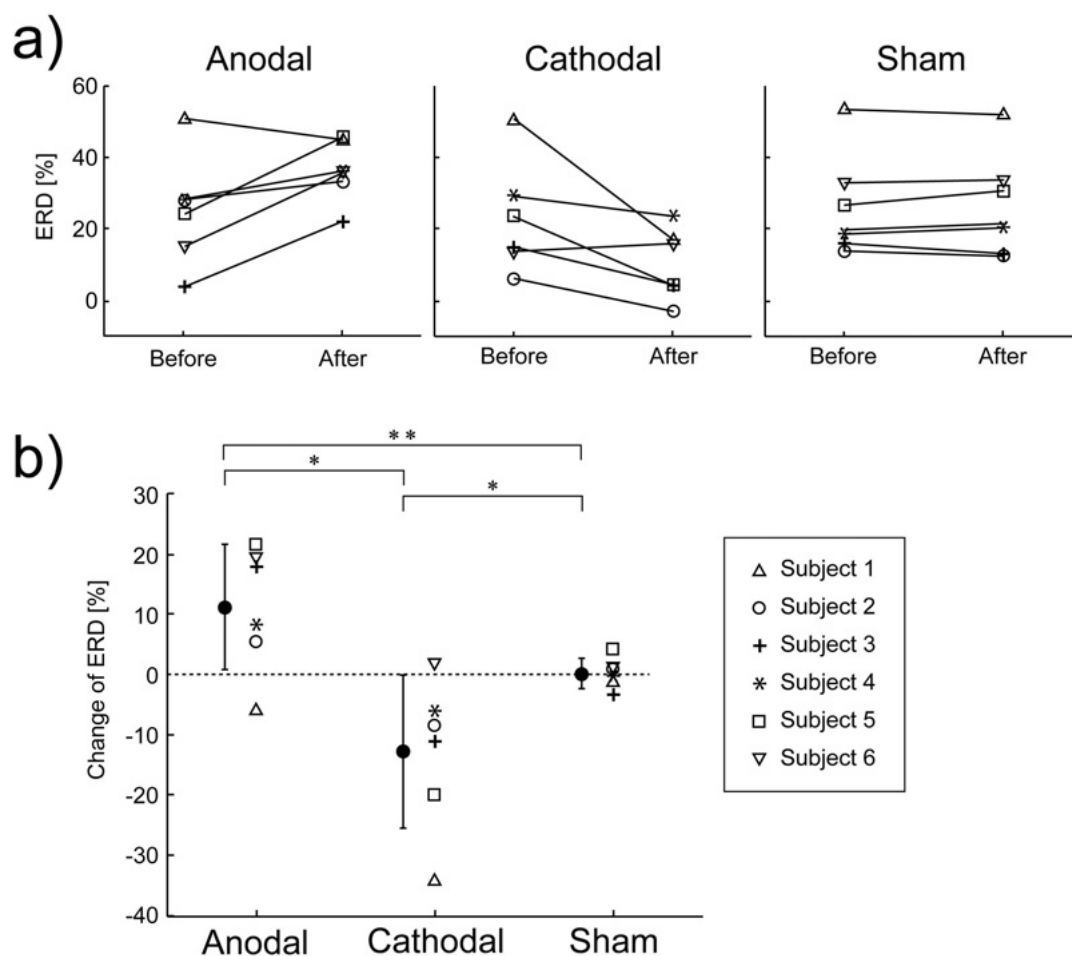 a)
Anodal Cathodal Sham
60
40
20
0
ERD [%]
Before After Before After Before After
b)
**
* *
30
20
10
0
-10
-20
-30
-40
Change of ERD [%]
Anodal Cathodal Sham
Subject 1
Subject 2
Subject 3
Subject 4
Subject 5
Subject 6